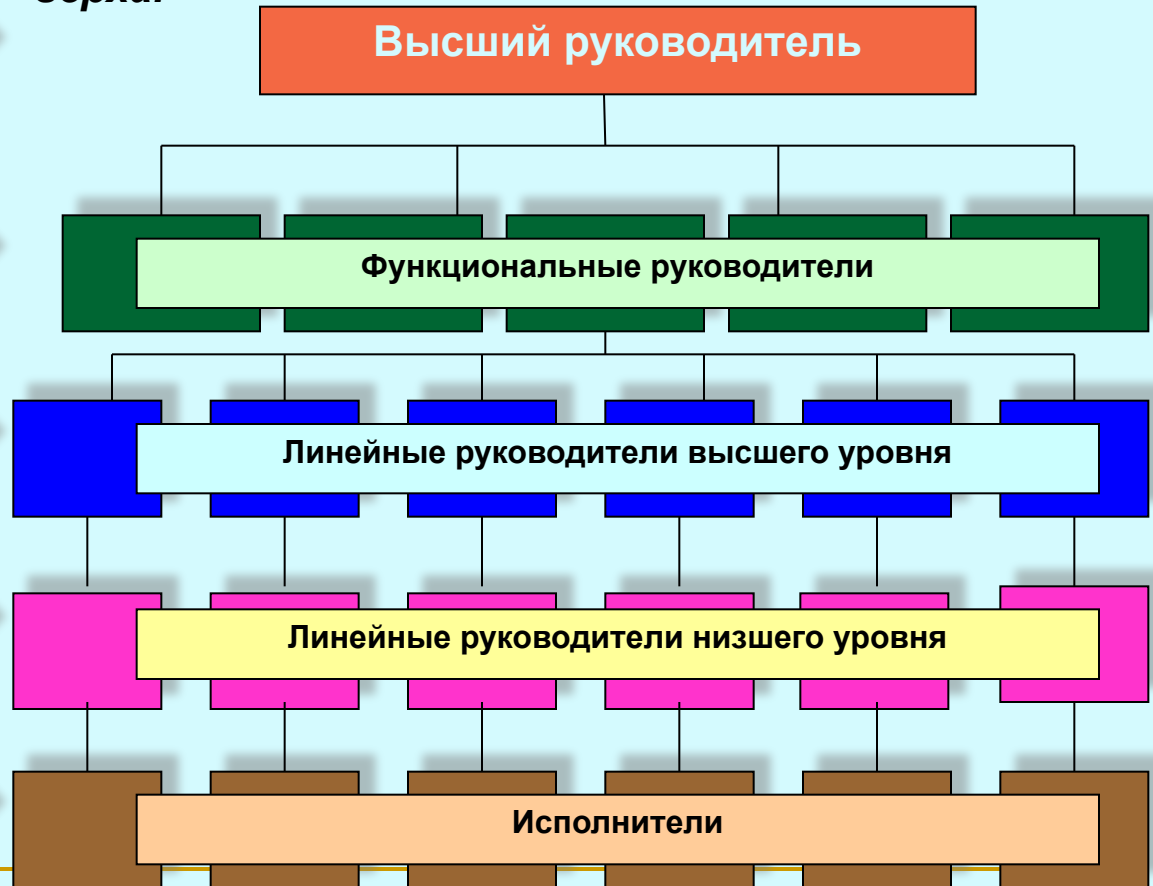 Высший руководитель
Функциональные руководители
Линейные руководители высшего уровня
Линейные руководители низшего уровня
Исполнители